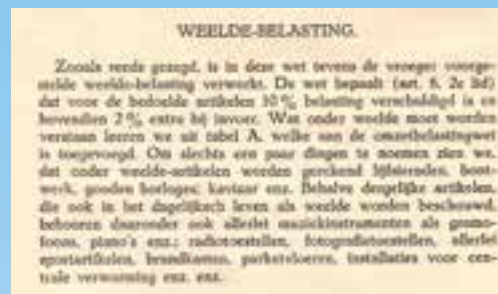 WEELDE-BELASTING.
Zooals reeds gezegd, is in deze wet tevens de vroeger voorge-
stelde weelde-belasting verwerkt. De wet bepaalt (art. 6, 2e lid)
dat voor de bedoelde artikelen 10 % belasting verschuldigd is en
bovendien 2 % extra bij invoer. Wat onder weelde moet worden
verstaan leeren we uit tabel A, welke aan de omzetbelastingwet
is toegevoegd. Om slechts een paar dingen te noemen zien we,
dat onder weelde-artikelen worden gerekend bont-
werk, gouden horloges, kaviaar enz. Behalve dergelijke artikelen,
die ook in het dagelijksch leven als weelde worden beschouwd,
behooren daaronder ook allerlei muziekinstrumenten als gramo-
foons, piano's enz.; radiotoestellen, fotografietoestellen, allerlei
sportartikelen, brandkasten, parketvloeren, installaties voor cen-
trale verwarming enz. enz.